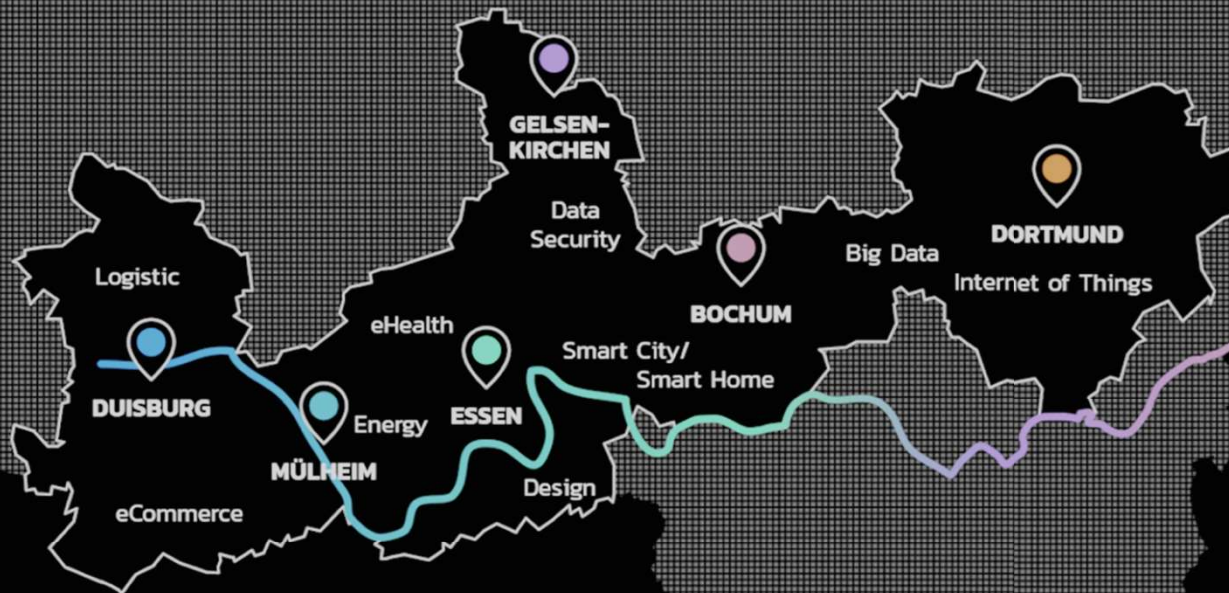 GELSEN-
KIRCHEN
Data
Security
DORTMUND
Big Data
Internet of Things
Logistic
BOCHUM
eHealth
Smart City/
Smart Home
DUISBURG
ESSEN
Energy
MÜLHEIM
Design
eCommerce